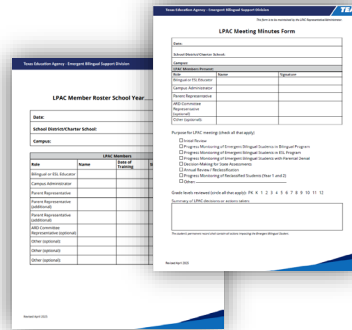 Texas Education Agency - Emergent Bilingual Support Division
TEA
This form is to be maintained by the LPAC Representative/Administrator
LPAC Meeting Minutes Form
Date:
School District/Charter School:
Campus:
LPAC Members Present:
Role Name Signature
Bilingual or ESL Educator
Campus Administrator
Parent Representative
ARD Committee
Representative
(optional)
Other (optional)
Purpose for LPAC meeting (check all that apply):
Initial Review
Progress Monitoring of Emergent Bilingual Students in Bilingual Program
Progress Monitoring of Emergent Bilingual Students in ESL Program
Progress Monitoring of Emergent Bilingual Students with Parental Denial
Decision-Making for State Assessments
Annual Review / Reclassification
Progress Monitoring of Reclassified Students (Year 1 and 2)
Other
Grade levels reviewed (circle all that apply): PK K 1 2 3 4 5 6 7 8 9 10 11 12
Summary of LPAC decisions or actions taken:
Revised April 2023
Texas Education Agency - Emergent Bilingual Support Division
LPAC Member Roster School Year
Date:
School District/Charter School:
Campus:
LPAC Members
Role Name Date of
Training
Bilingual or ESL Educator
Campus Administrator
Parent Representative
Parent Representative
(additional)
Parent Representative
(additional)
ARD Committee
Representative (optional)
Other (optional):
Other (optional):
Other (optional):
Revised April 2023